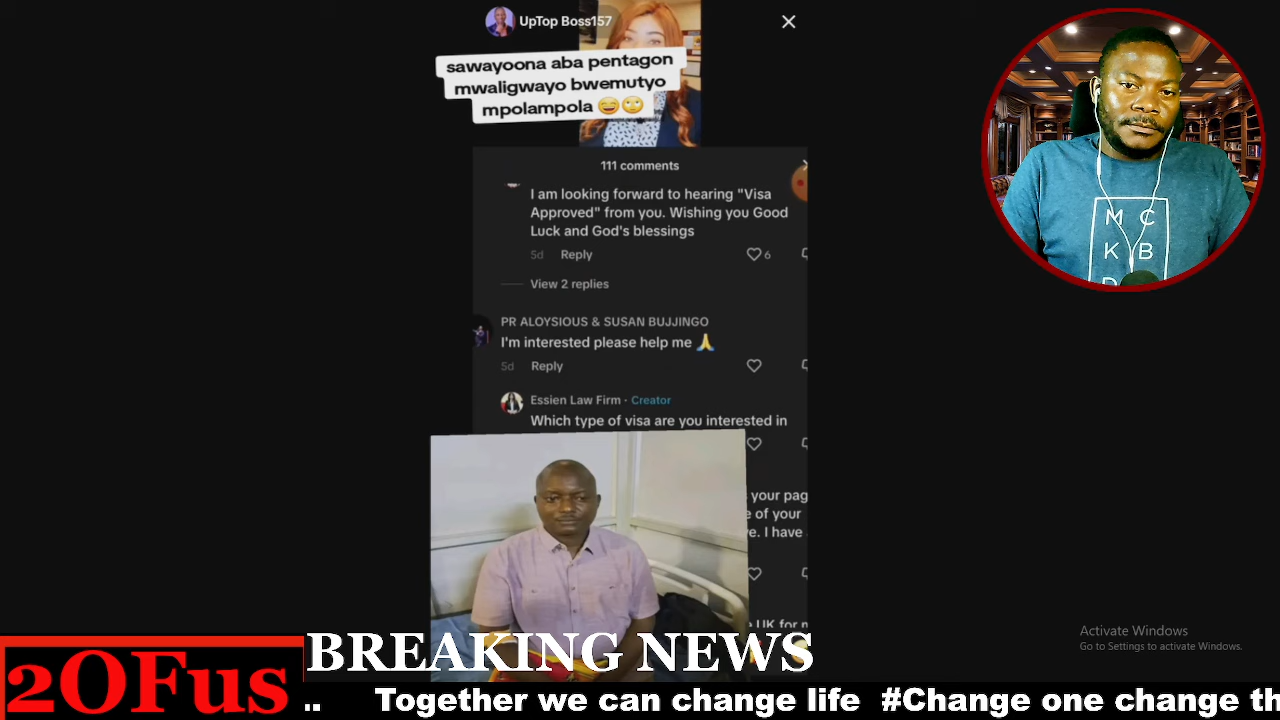 UpTop Boss157
sawayoona aba pentagon
mwaligwayo bwemutyo
mpolampola 😄🙄
111 comments
I am looking forward to hearing "Visa
Approved" from you. Wishing you Good
Luck and God's blessings
5d Reply 6
View 2 replies
PR ALOYSIOUS & SUSAN BUJJINGO
I'm interested please help me 🙏
5d Reply
Essien Law Firm · Creator
Which type of visa are you interested in
your pag
e of your
e. I have
UK for m
M C
K B
Activate Windows
Go to Settings to activate Windows.
BREAKING NEWS
2OFus
.. Together we can change life #Change one change th